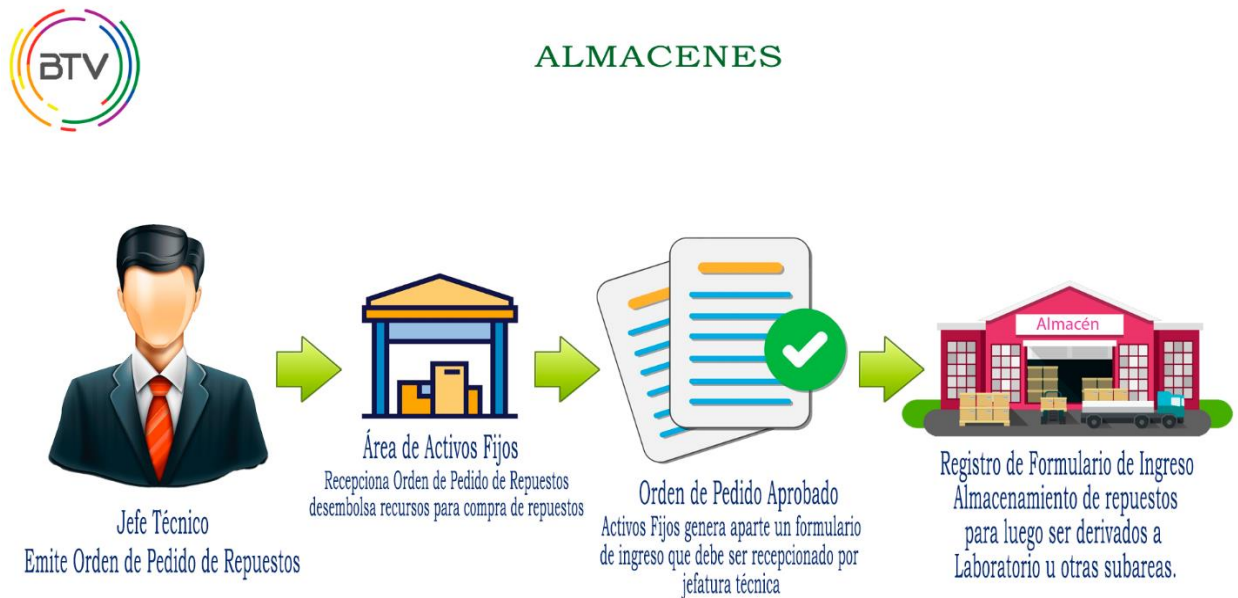 BTV
ALMACENES
Jefe Técnico
Emite Orden de Pedido de Repuestos
Área de Activos Fijos
Recepciona Orden de Pedido de Repuestos
desembolsa recursos para compra de repuestos
Orden de Pedido Aprobado
Activos Fijos genera aparte un formulario
de ingreso que debe ser recepcionado por
jefatura técnica
Almacén
Registro de Formulario de Ingreso
Almacenamiento de repuestos
para luego ser derivados a
Laboratorio u otras subareas.